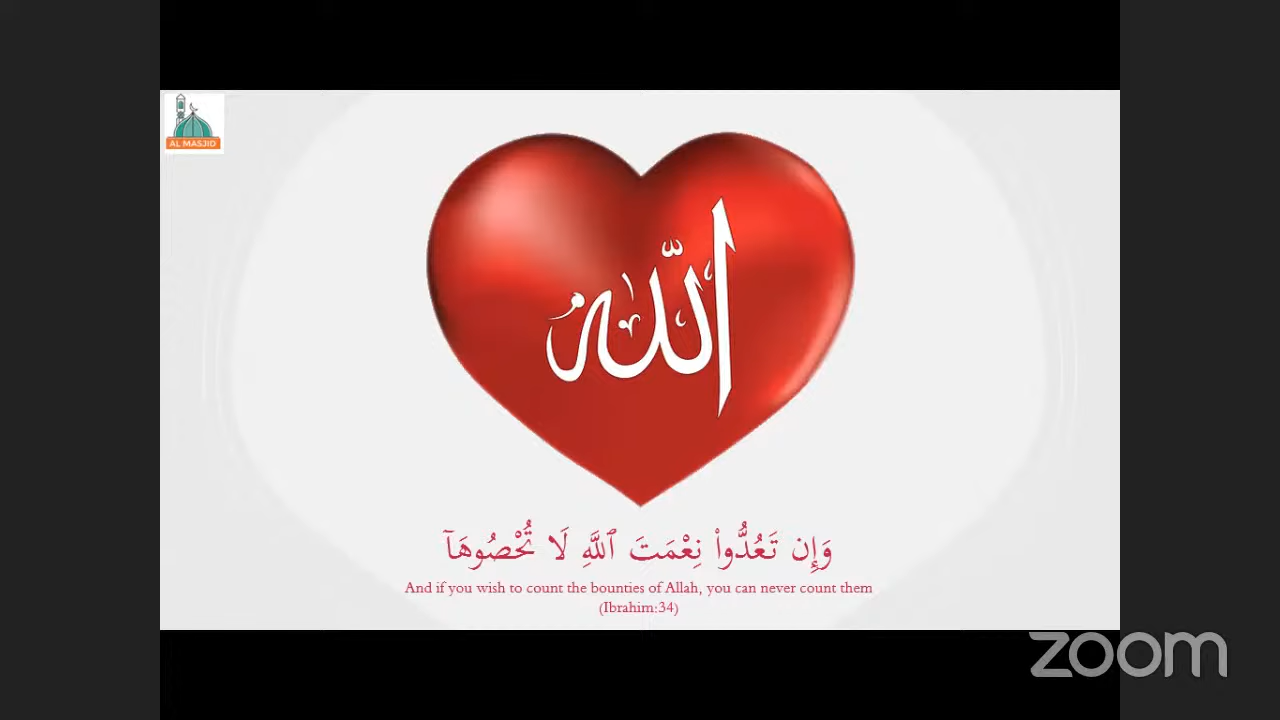 AL MASJID
الله
وَإِن تَعُدُّوا۟ نِعْمَتَ ٱللَّهِ لَا تُحْصُوهَآ
And if you wish to count the bounties of Allah, you can never count them
(Ibrahim:34)
zoom